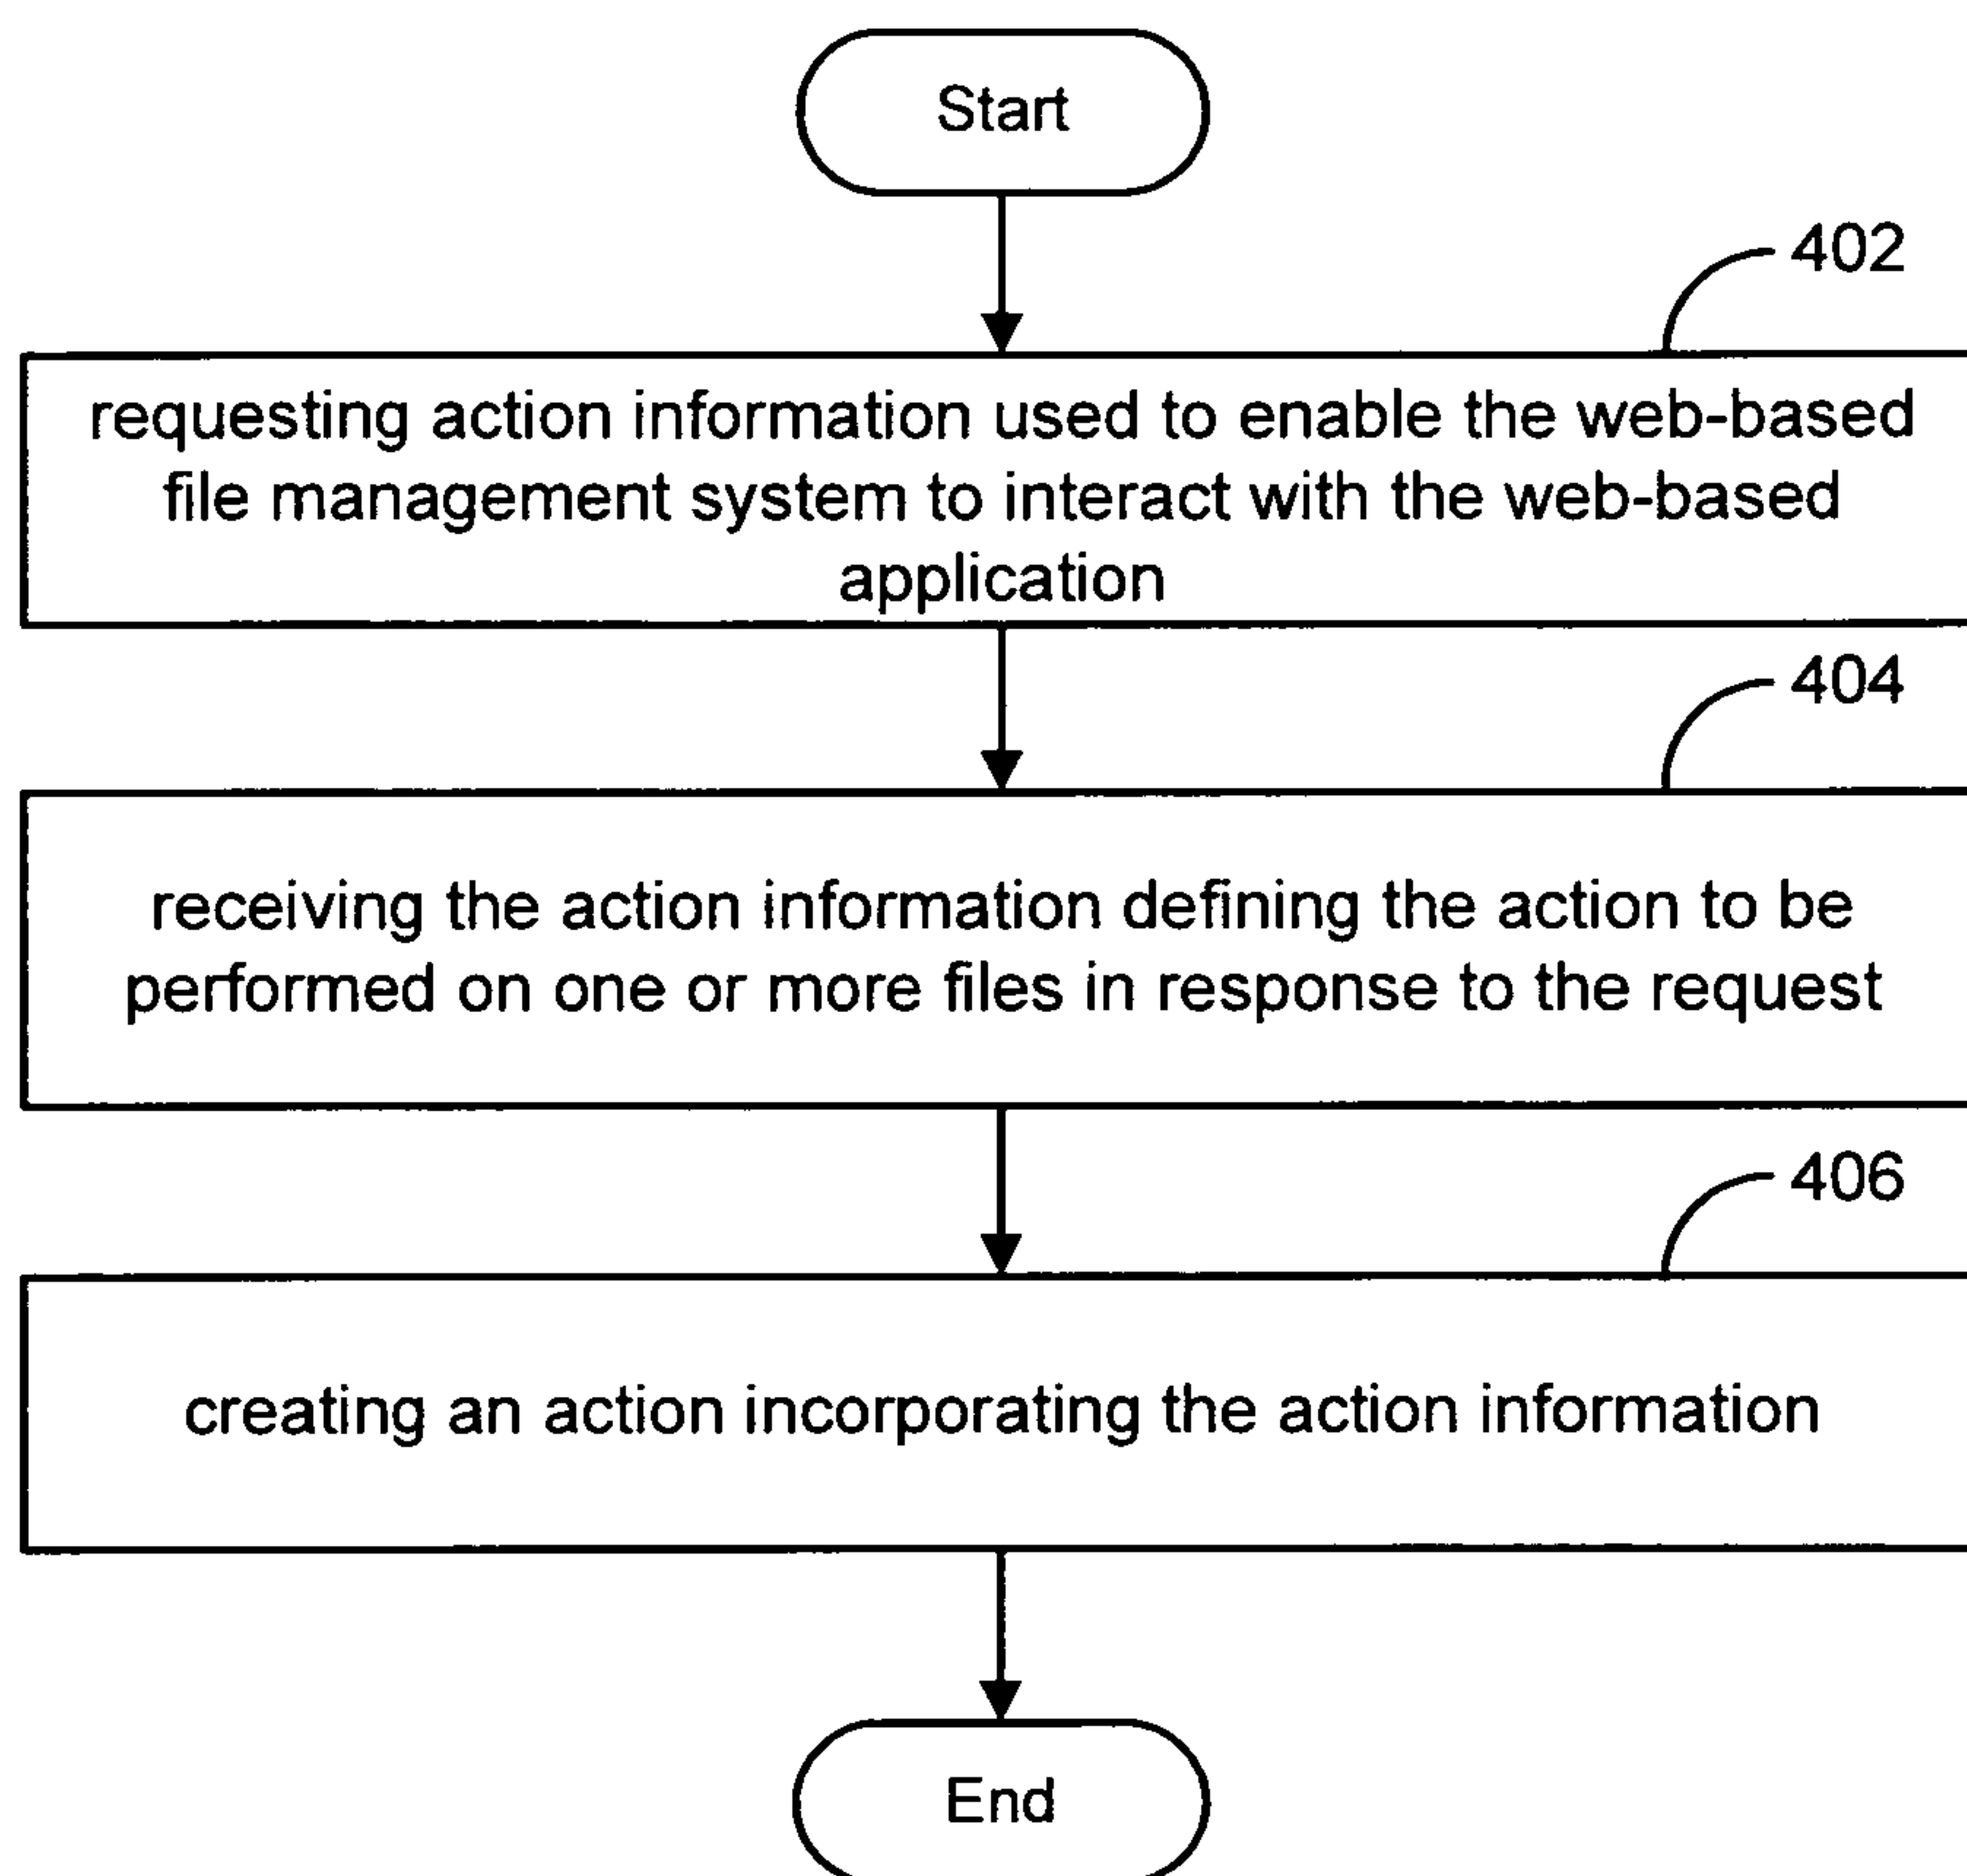 Start
402
requesting action information used to enable the web-based
file management system to interact with the web-based
application
404
receiving the action information defining the action to be
performed on one or more files in response to the request
406
creating an action incorporating the action information
End